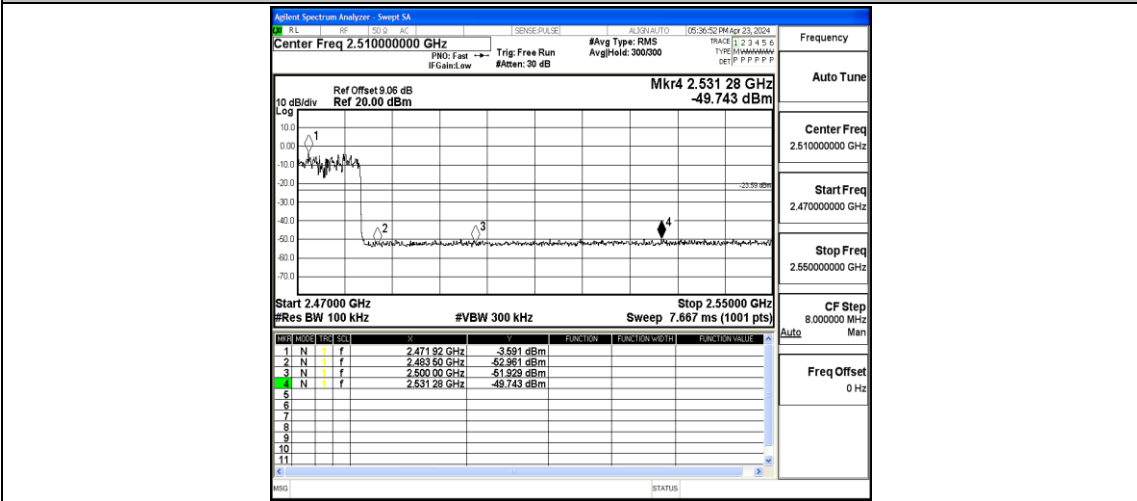 Agilent Spectrum Analyzer - Swept SA
RL RF 50 Ω AC SENSE:PULSE ALIGN AUTO 05:36:52 PM Apr 23, 2024
Center Freq 2.510000000 GHz
PNO: Fast
IFGain:Low
Trig: Free Run
#Atten: 30 dB
#Avg Type: RMS
Avg|Hold: 300/300
TRACE 1 2 3 4 5 6
TYPE M W W W W W
DET P P P P P P
Mkr4 2.531 28 GHz
-49.743 dBm
Ref Offset 9.06 dB
10 dB/div Ref 20.00 dBm
Log
10.0
0.00
-10.0
-20.0
-30.0
-40.0
-50.0
-60.0
-70.0
1
2
3
4
-23.59 dBm
Start 2.47000 GHz Stop 2.55000 GHz
#Res BW 100 kHz #VBW 300 kHz Sweep 7.667 ms (1001 pts)
MKR MODE TRC SCL X Y FUNCTION FUNCTION WIDTH FUNCTION VALUE
1 N 1 f 2.471 92 GHz -3.591 dBm
2 N 1 f 2.483 50 GHz -52.961 dBm
3 N 1 f 2.500 00 GHz -51.929 dBm
4 N 1 f 2.531 28 GHz -49.743 dBm
5
6
7
8
9
10
11
MSG STATUS
Frequency
Auto Tune
Center Freq
2.510000000 GHz
Start Freq
2.470000000 GHz
Stop Freq
2.550000000 GHz
CF Step
8.000000 MHz
Auto Man
Freq Offset
0 Hz